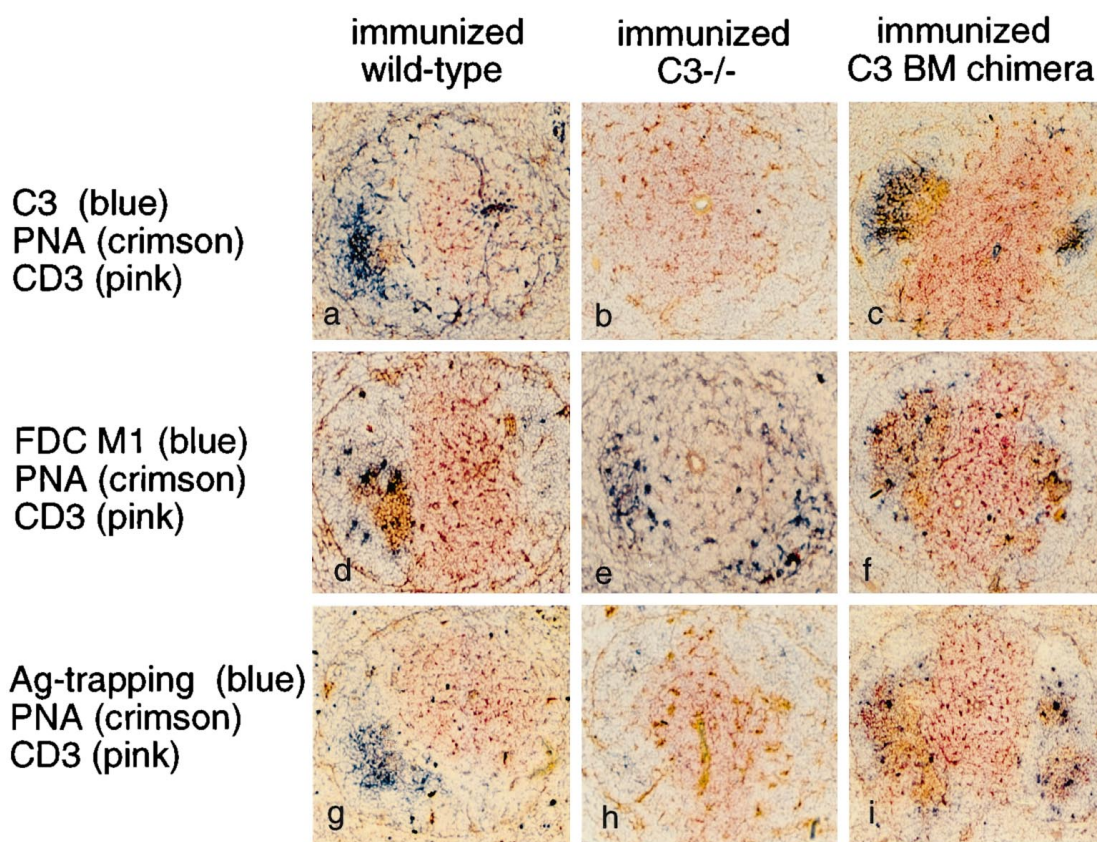 immunized
wild-type
immunized
C3-/-
immunized
C3 BM chimera
C3 (blue)
PNA (crimson)
CD3 (pink)
a
b
c
FDC M1 (blue)
PNA (crimson)
CD3 (pink)
d
e
f
Ag-trapping (blue)
PNA (crimson)
CD3 (pink)
g
h
i